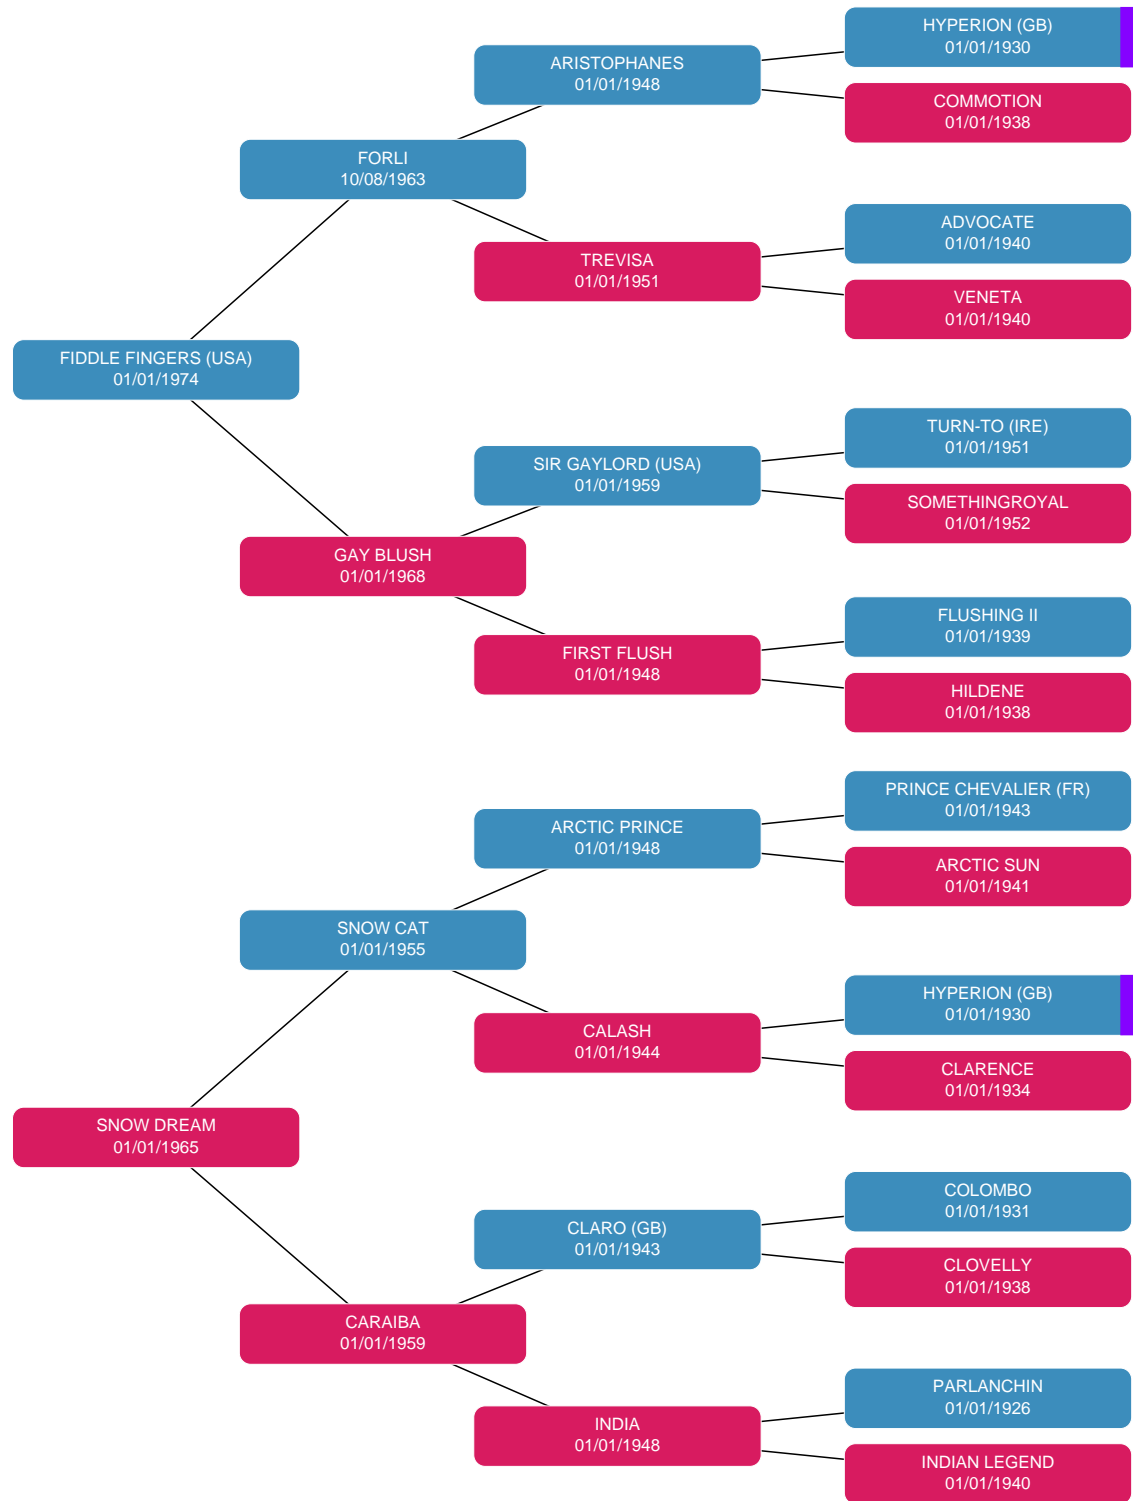 HYPERION (GB)
01/01/1930
ARISTOPHANES
01/01/1948
COMMOTION
01/01/1938
FORLI
10/08/1963
ADVOCATE
01/01/1940
TREVISA
01/01/1951
VENETA
01/01/1940
FIDDLE FINGERS (USA)
01/01/1974
TURN-TO (IRE)
01/01/1951
SIR GAYLORD (USA)
01/01/1959
SOMETHINGROYAL
01/01/1952
GAY BLUSH
01/01/1968
FLUSHING II
01/01/1939
FIRST FLUSH
01/01/1948
HILDENE
01/01/1938
PRINCE CHEVALIER (FR)
01/01/1943
ARCTIC PRINCE
01/01/1948
ARCTIC SUN
01/01/1941
SNOW CAT
01/01/1955
HYPERION (GB)
01/01/1930
CALASH
01/01/1944
CLARENCE
01/01/1934
SNOW DREAM
01/01/1965
COLOMBO
01/01/1931
CLARO (GB)
01/01/1943
CLOVELLY
01/01/1938
CARAIBA
01/01/1959
PARLANCHIN
01/01/1926
INDIA
01/01/1948
INDIAN LEGEND
01/01/1940